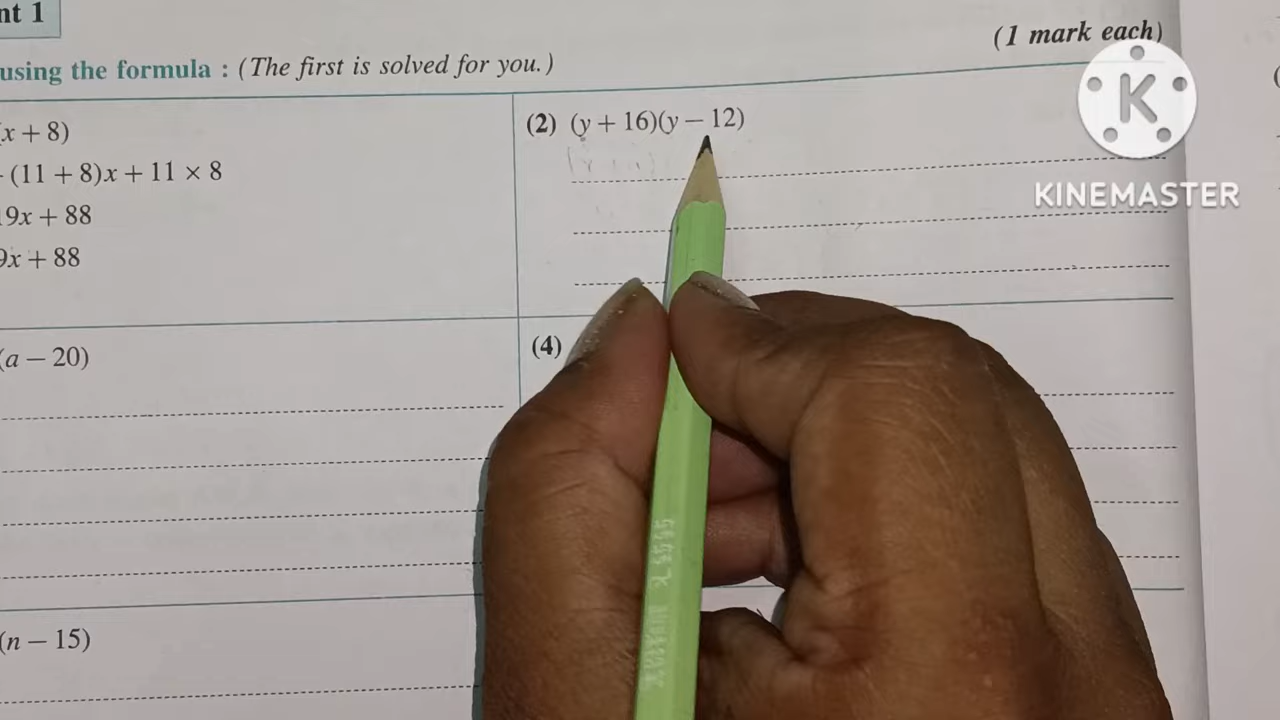 nt 1
(1 mark each)
using the formula : (The first is solved for you.)
x + 8)
(11 + 8)x + 11 × 8
9x + 88
x + 88
(2) (y + 16)(y − 12)
(a − 20)
(4)
(n − 15)
K
KINEMASTER